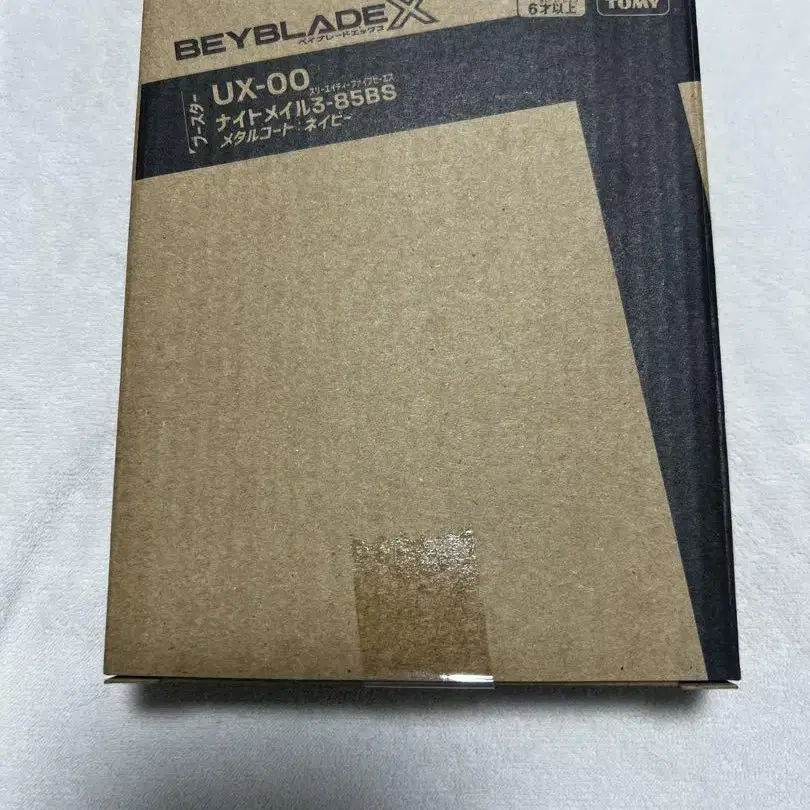 BEYBLADE X
ベイブレードエックス
6才以上
TOMY
ブースター
UX-00
スリーエイティーファイブビーエス
ナイトメイル3-85BS
メタルコート:ネイビー